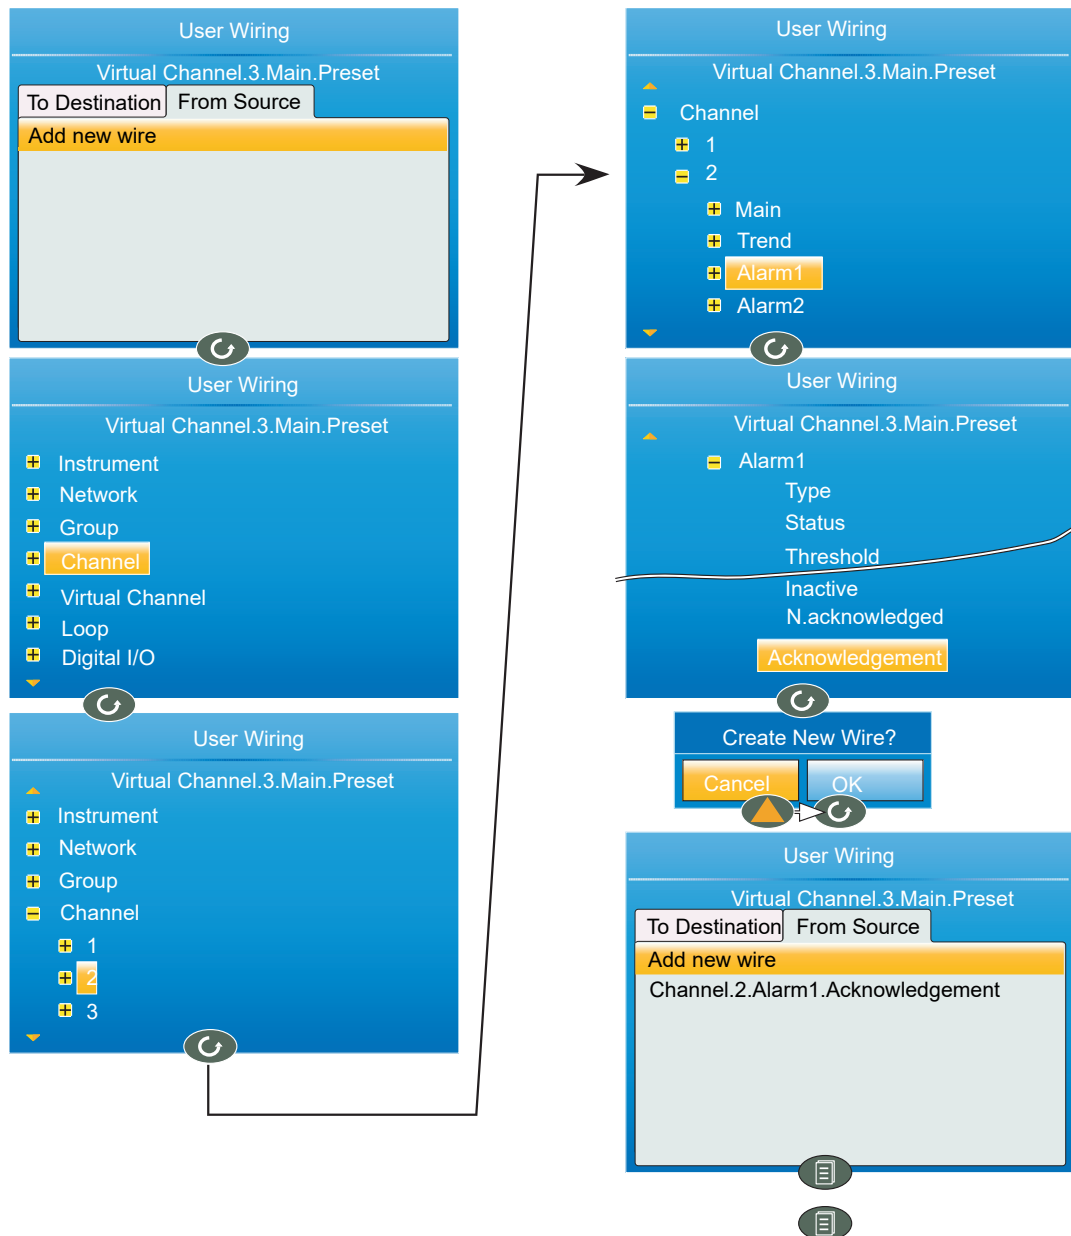 User Wiring
Virtual Channel.3.Main.Preset
To Destination From Source
Add new wire
User Wiring
Virtual Channel.3.Main.Preset
Instrument
Network
Group
Channel
Virtual Channel
Loop
Digital I/O
User Wiring
Virtual Channel.3.Main.Preset
Instrument
Network
Group
Channel
1
2
3
User Wiring
Virtual Channel.3.Main.Preset
Channel
1
2
Main
Trend
Alarm1
Alarm2
User Wiring
Virtual Channel.3.Main.Preset
Alarm1
Type
Status
Threshold
Inactive
N.acknowledged
Acknowledgement
Create New Wire?
Cancel OK
User Wiring
Virtual Channel.3.Main.Preset
To Destination From Source
Add new wire
Channel.2.Alarm1.Acknowledgement